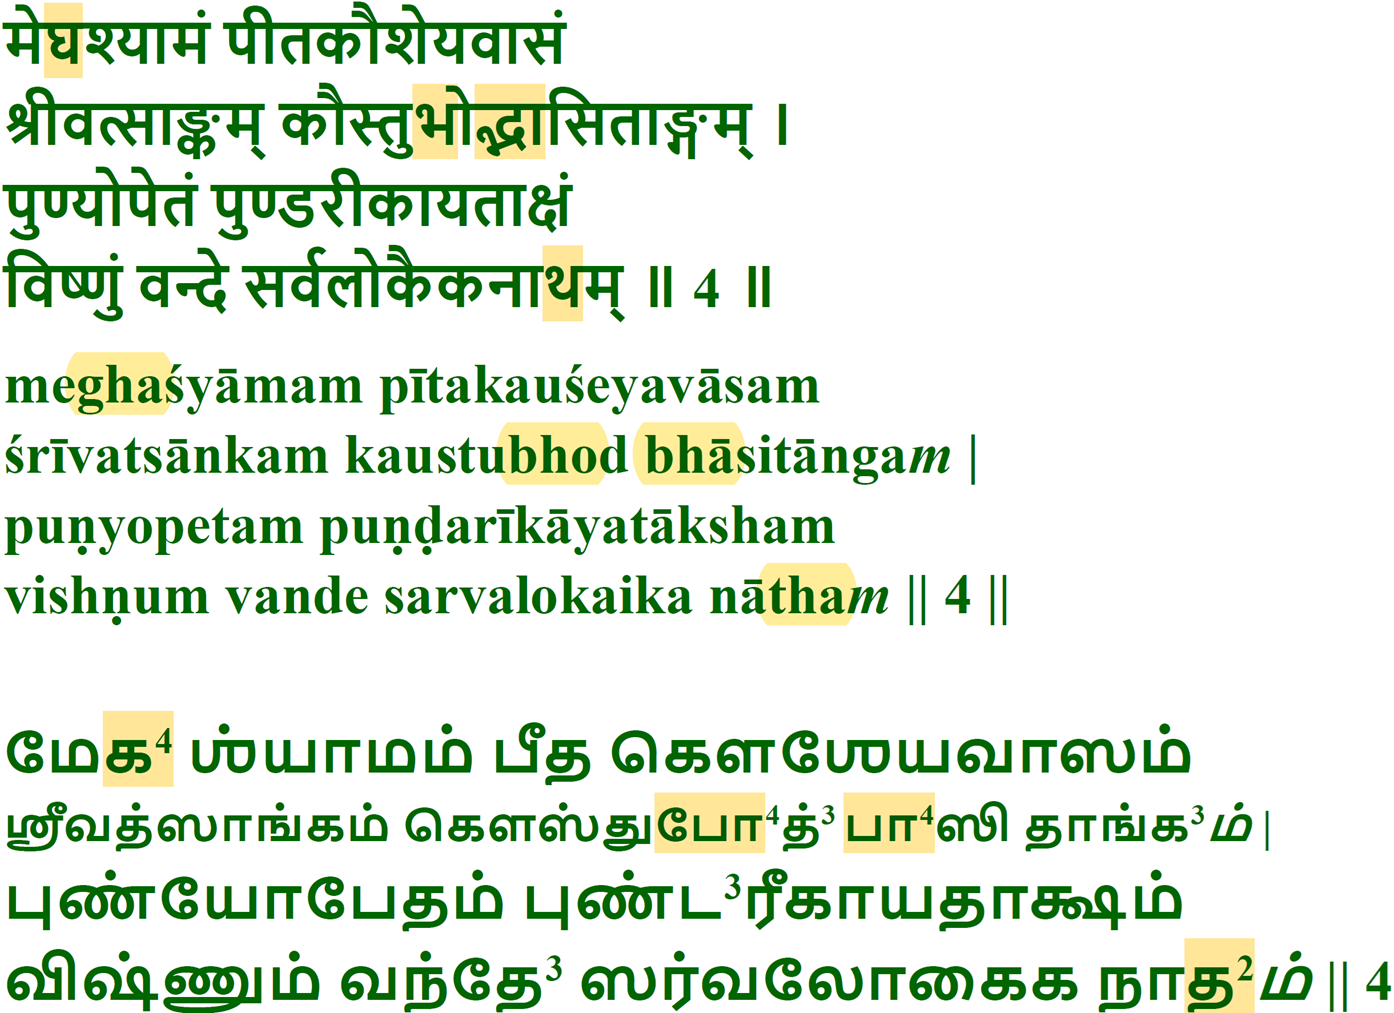 मेघश्यामं पीतकौशेयवासं
श्रीवत्साङ्कम् कौस्तुभोद्भासिताङ्गम् ।
पुण्योपेतं पुण्डरीकायताक्षं
विष्णुं वन्दे सर्वलोकैकनाथम् ॥ 4 ॥
meghaśyāmam pītakauśeyavāsam
śrīvatsānkam kaustubhod bhāsitāngam |
puṇyopetam puṇḍarīkāyatāksham
vishṇum vande sarvalokaika nātham || 4 ||
மேக⁴ ஶ்யாமம் பீத கௌஶேயவாஸம்
ஶ்ரீவத்ஸாங்கம் கௌஸ்துபோ⁴த்³ பா⁴ஸி தாங்க³ம் |
புண்யோபேதம் புண்ட³ரீகாயதாக்ஷம்
விஷ்ணும் வந்தே³ ஸர்வலோகைக நாத²ம் || 4